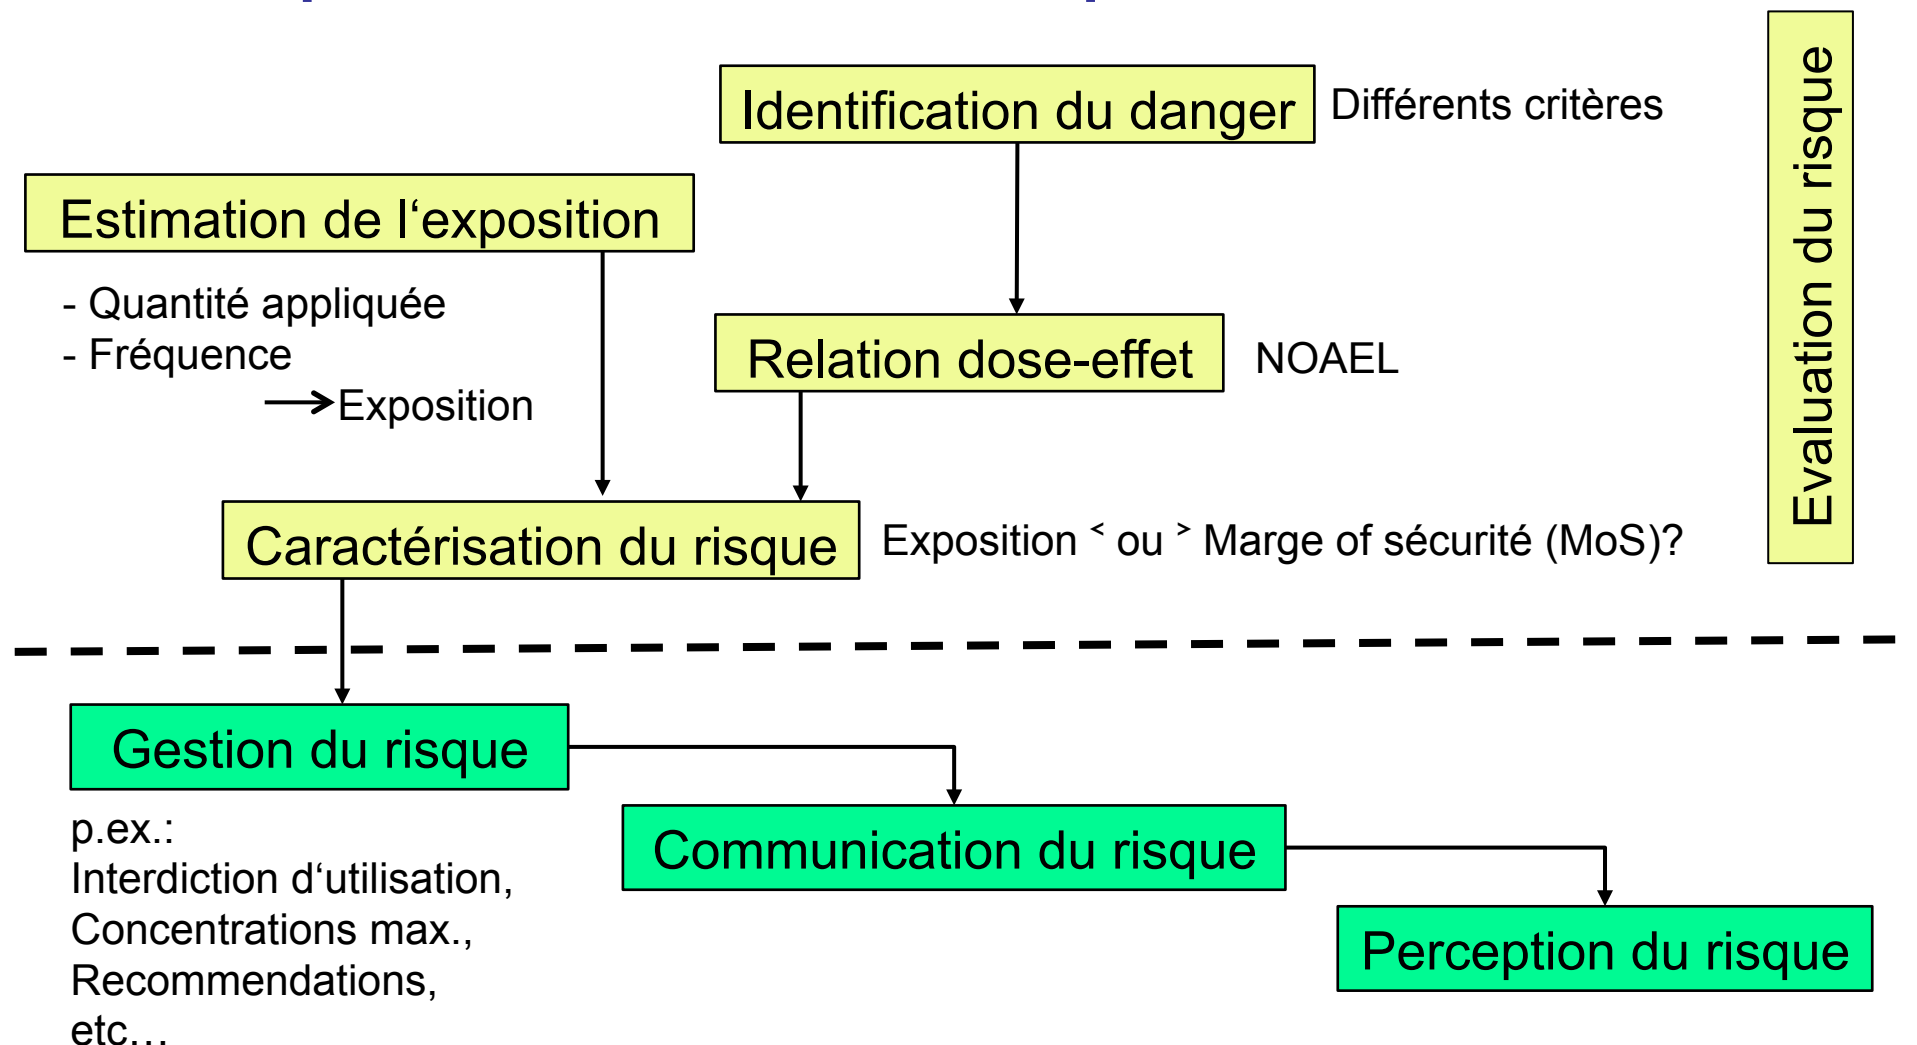 Identification du danger
Différents critères
Evaluation du risque
Estimation de l‘exposition
- Quantité appliquée
- Fréquence
Exposition
Relation dose-effet
NOAEL
Caractérisation du risque
Exposition < ou > Marge of sécurité (MoS)?
Gestion du risque
p.ex.:
Interdiction d‘utilisation,
Concentrations max.,
Recommendations,
etc…
Communication du risque
Perception du risque